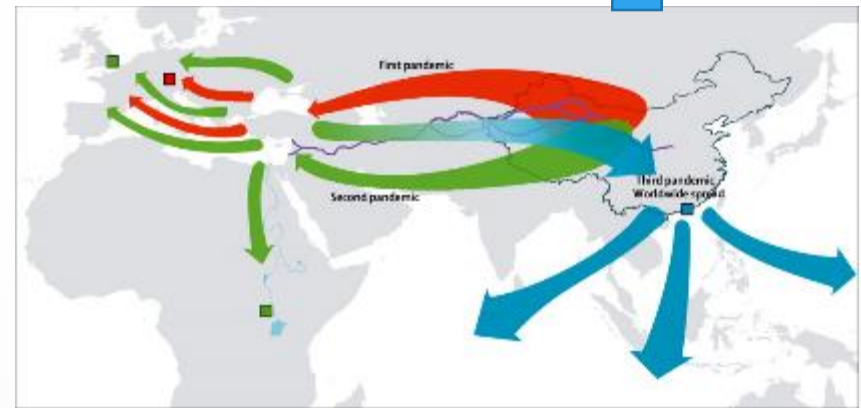 First pandemic
Third pandemic
Worldwide spread
Second pandemic